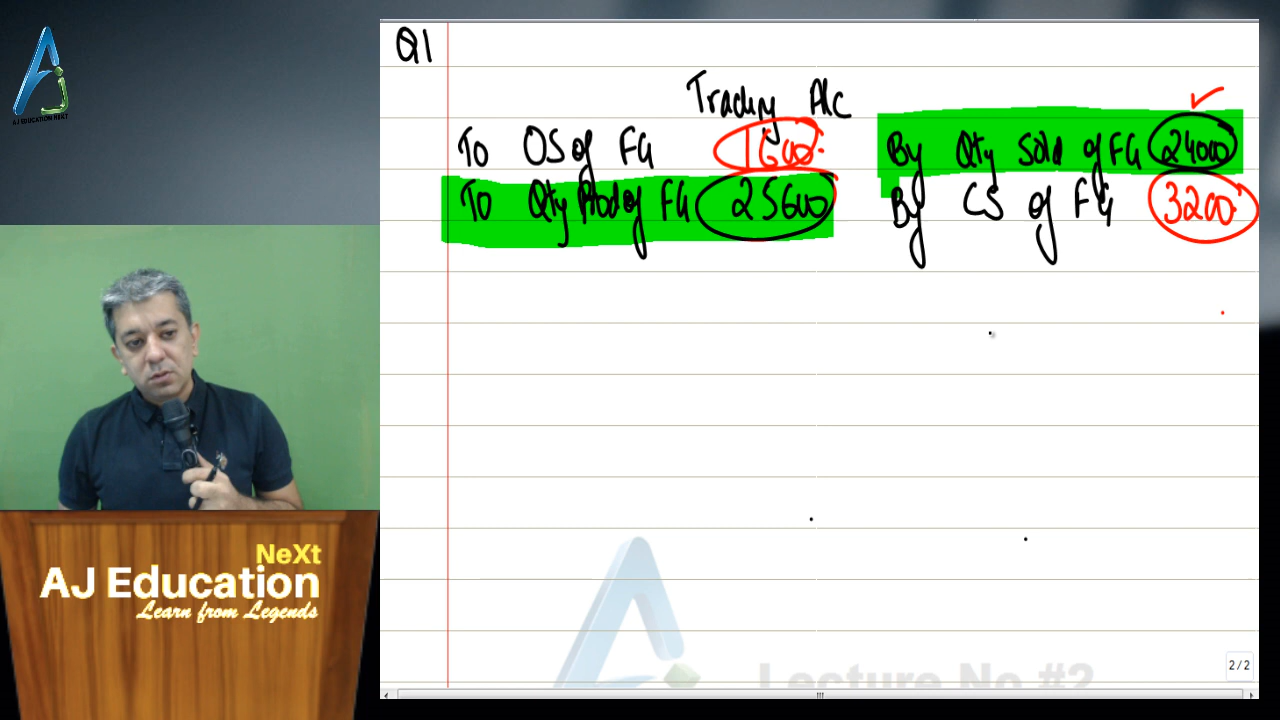 AJ EDUCATION NEXT
Q1
Trading A/c
To OS of FG 1600
By Qty Sold of FG 24000
To Qty Prod of FG 25600
By CS of FG 3200
NeXt
AJ Education
Learn from Legends
2/2
Lecture No #2